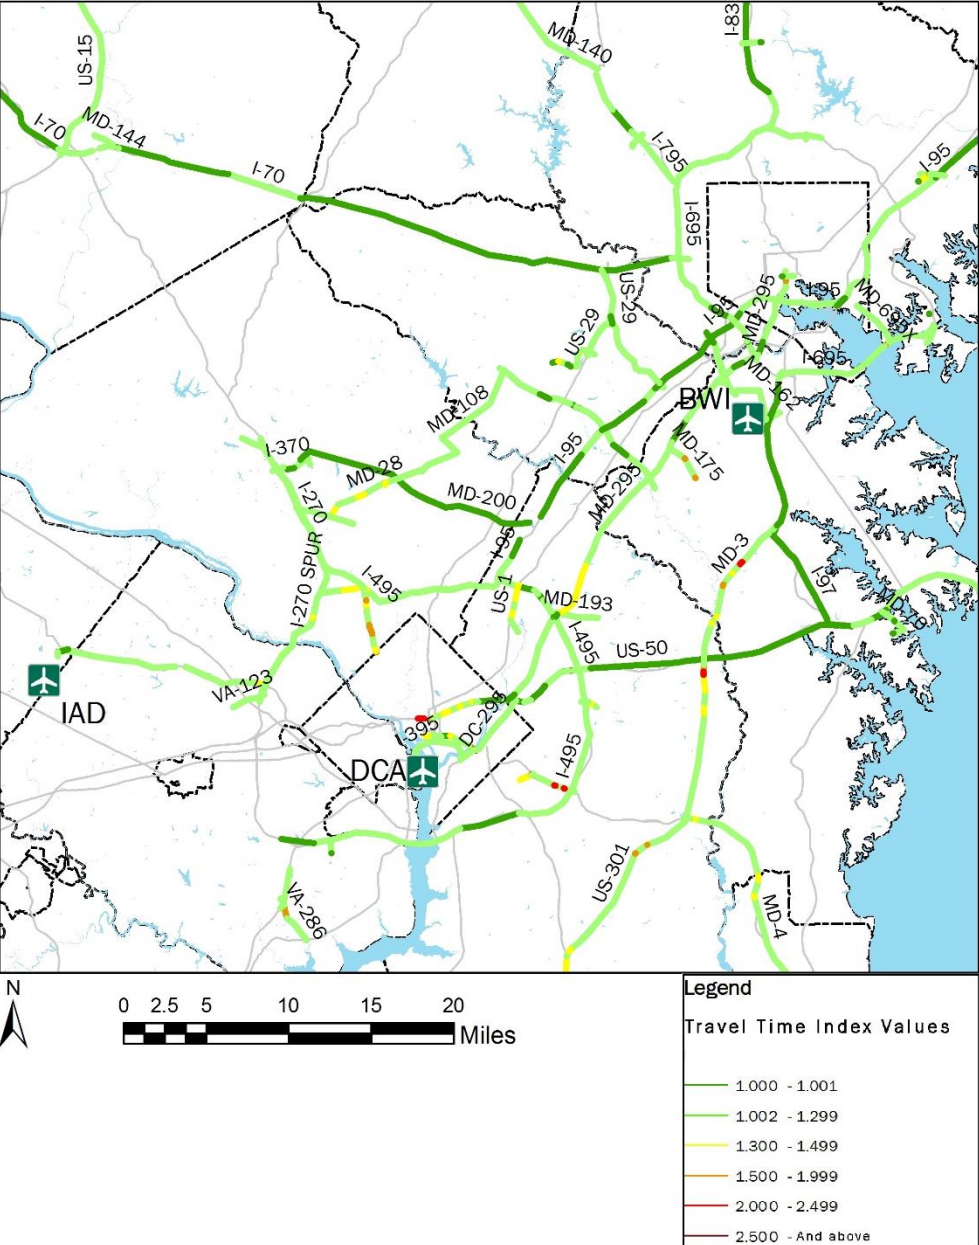 US-15
MD-140
I-83
I-70
MD-144
I-70
I-795
I-95
I-695
US-29
MD-295
I-95
I-95
US-29
I-695
MD-162
BWI
MD-108
MD-175
I-370
MD-28
I-95
MD-295
I-270
MD-200
I-95
MD-3
I-270 SPUR
I-495
US-1
MD-193
I-97
I-495
US-50
VA-123
IAD
DC-295
-395
I-495
DCA
US-301
VA-286
MD-4
N
0 2.5 5 10 15 20
Miles
Legend
Travel Time Index Values
1.000 - 1.001
1.002 - 1.299
1.300 - 1.499
1.500 - 1.999
2.000 - 2.499
2.500 - And above